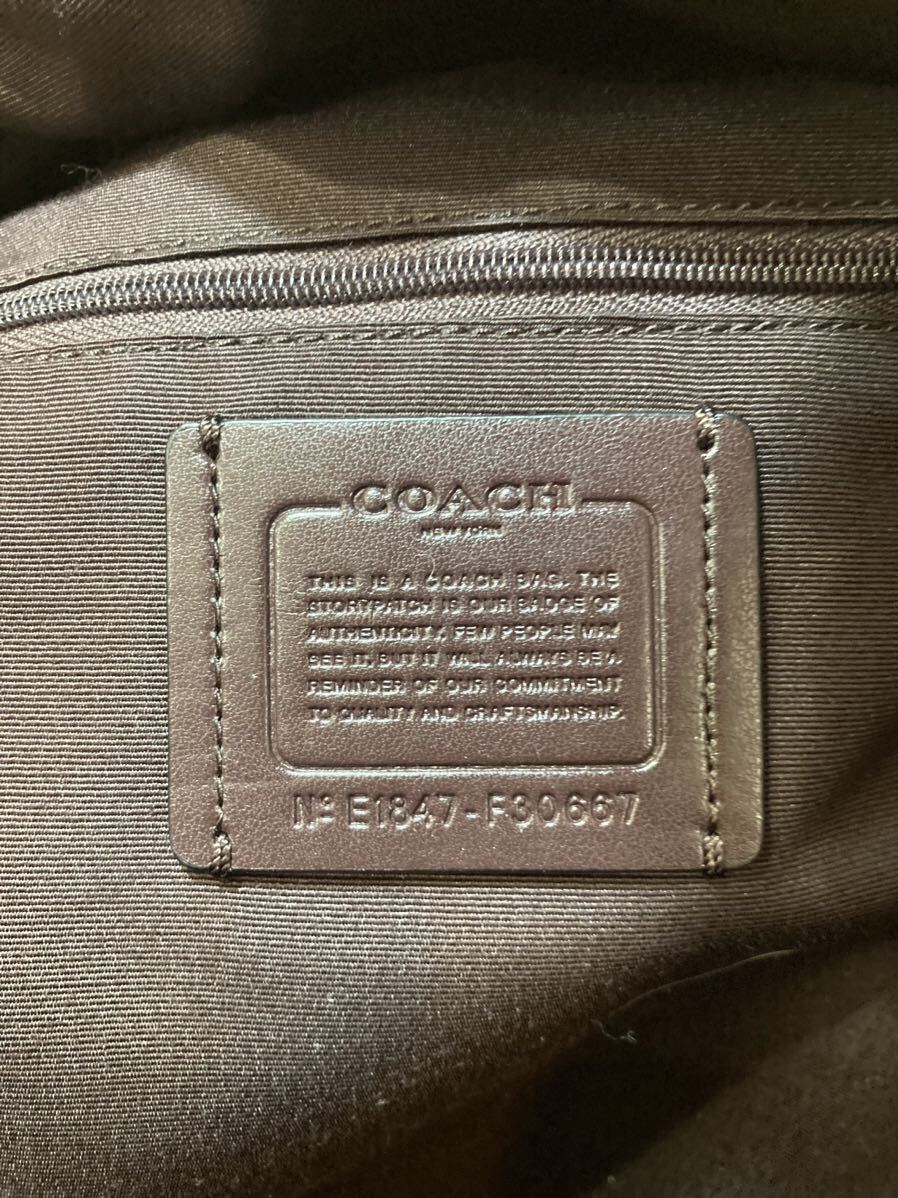 COACH
NEW YORK
THIS IS A COACH BAG. THE
STORYPATCH IS OUR BADGE OF
AUTHENTICITY. FEW PEOPLE MAY
SEE IT, BUT IT WILL ALWAYS BE A
REMINDER OF OUR COMMITMENT
TO QUALITY AND CRAFTSMANSHIP.
Nº E1847-F30667